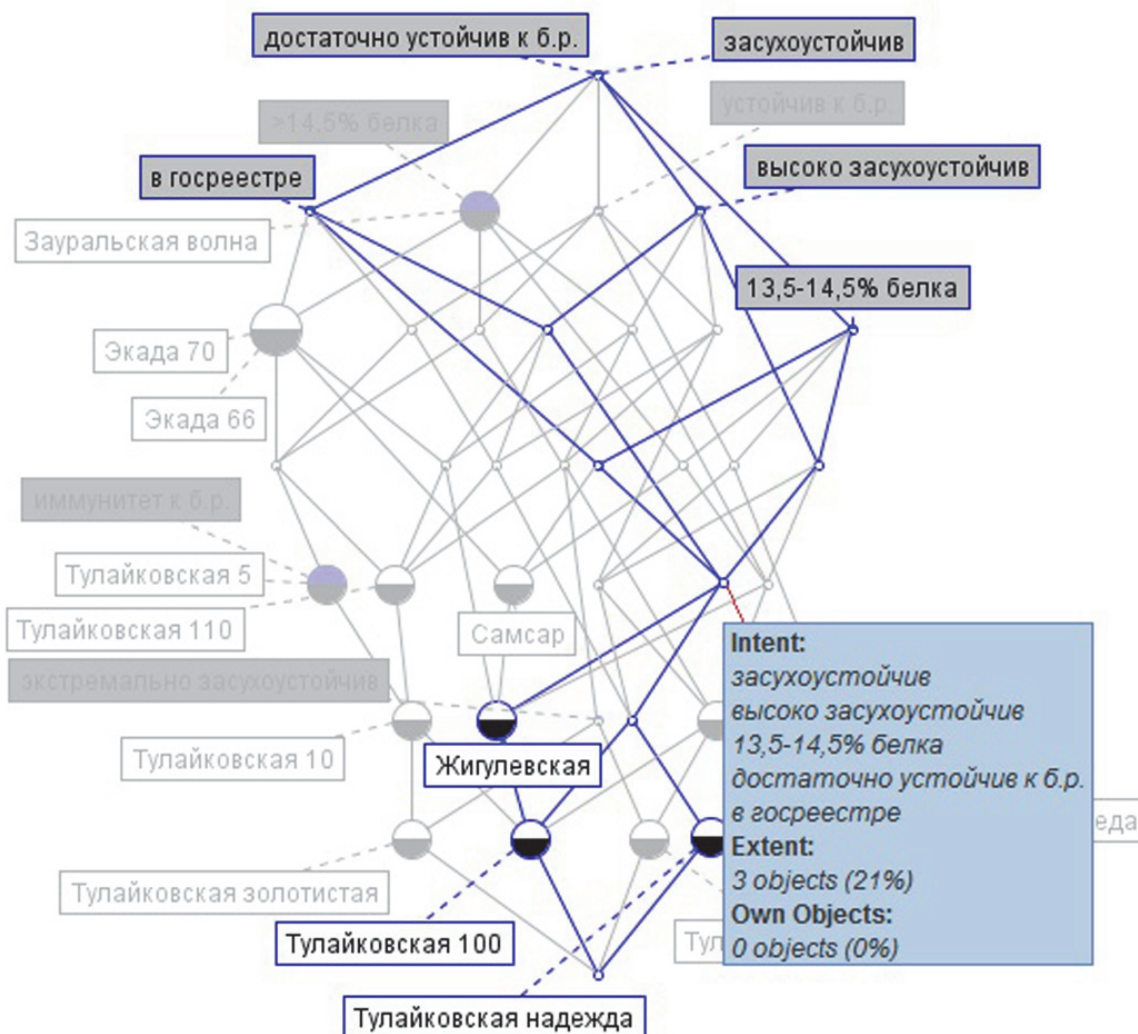 достаточно устойчив к б.р.
засухоустойчив
>14,5% белка
устойчив к б.р.
в госреестре
высоко засухоустойчив
Зауральская волна
13,5-14,5% белка
Экада 70
Экада 66
иммунитет к б.р.
Тулайковская 5
Тулайковская 110
Самсар
экстремально засухоустойчив
Тулайковская 10
Жигулевская
Intent:
засухоустойчив
высоко засухоустойчив
13,5-14,5% белка
достаточно устойчив к б.р.
в госреестре
Extent:
3 objects (21%)
Own Objects:
0 objects (0%)
Тулайковская золотистая
Тулайковская 100
Тулайковская надежда